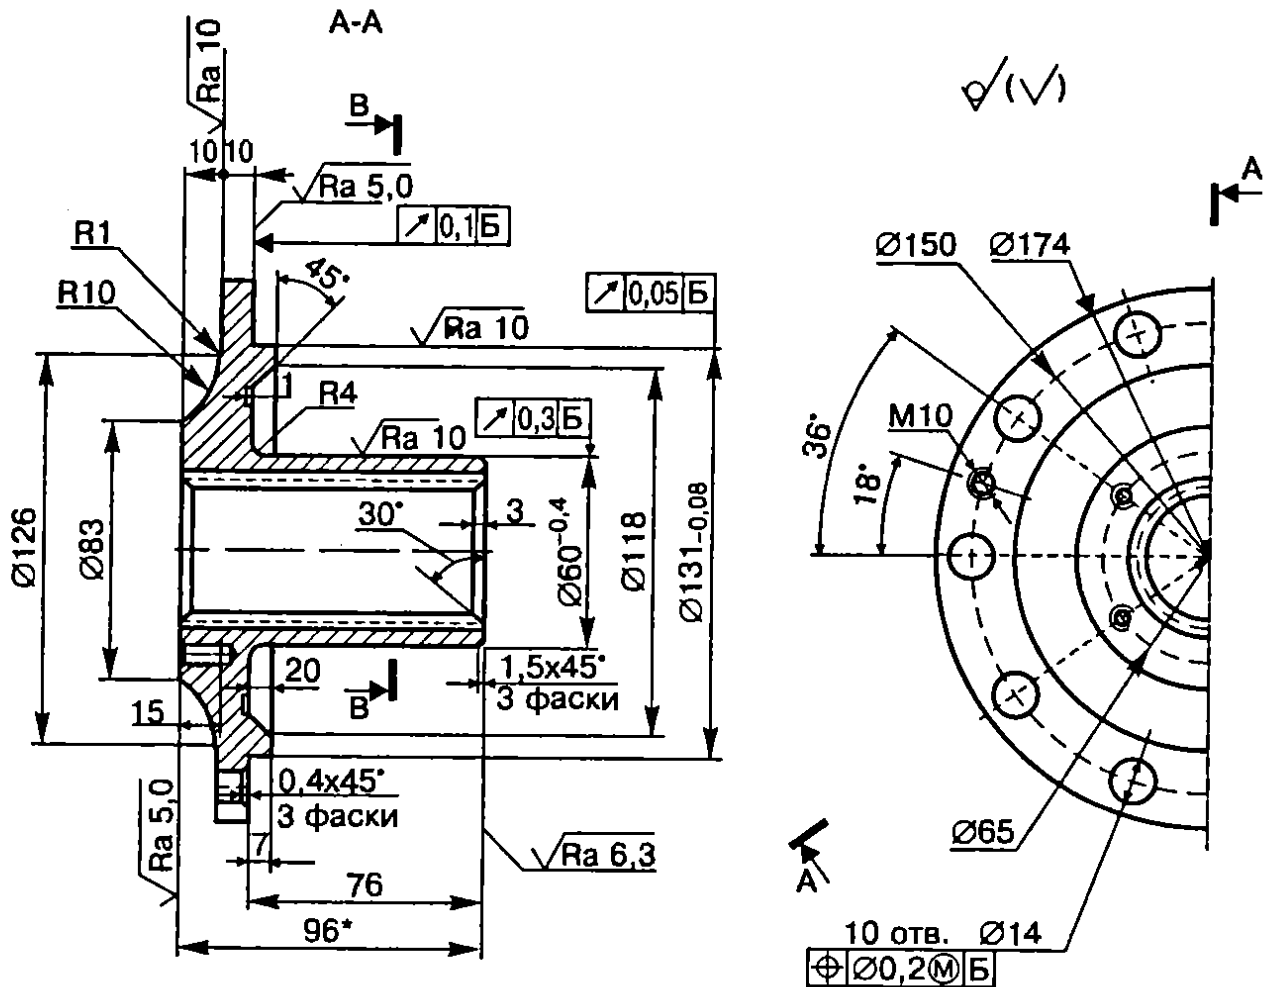 А-А
Ra 10
В
10 10
Ra 5,0
0,1 Б
R1
45°
R10
0,05 Б
Ra 10
1
R4
0,3 Б
Ra 10
30°
3
Ø126
Ø83
Ø60-0,4
Ø118
Ø131-0,08
20
В
1,5x45°
3 фаски
15
0,4x45°
3 фаски
Ra 5,0
7
Ra 6,3
76
96*
(√)
А
Ø150
Ø174
36°
M10
18°
Ø65
А
10 отв. Ø14
Ø0,2 M Б